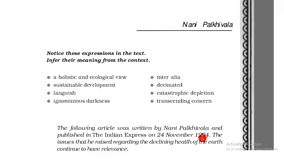 Nani Palkhivala
Notice these expressions in the text.
Infer their meaning from the context.
❖ a holistic and ecological view
❖ sustainable development
❖ languish
❖ ignominious darkness
❖ inter alia
❖ decimated
❖ catastrophic depletion
❖ transcending concern
The following article was written by Nani Palkhivala and
published in The Indian Express on 24 November 1994. The
issues that he raised regarding the declining health of the earth
continue to have relevance.